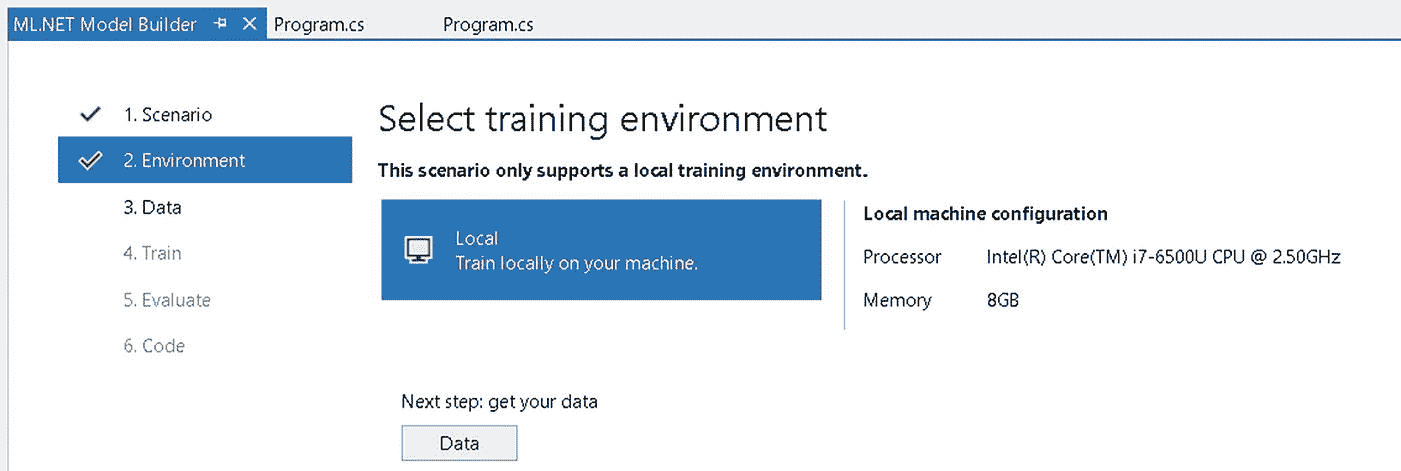 ML.NET Model Builder Program.cs Program.cs
1. Scenario
2. Environment
3. Data
4. Train
5. Evaluate
6. Code
Select training environment
This scenario only supports a local training environment.
Local
Train locally on your machine.
Local machine configuration
Processor Intel(R) Core(TM) i7-6500U CPU @ 2.50GHz
Memory 8GB
Next step: get your data
Data